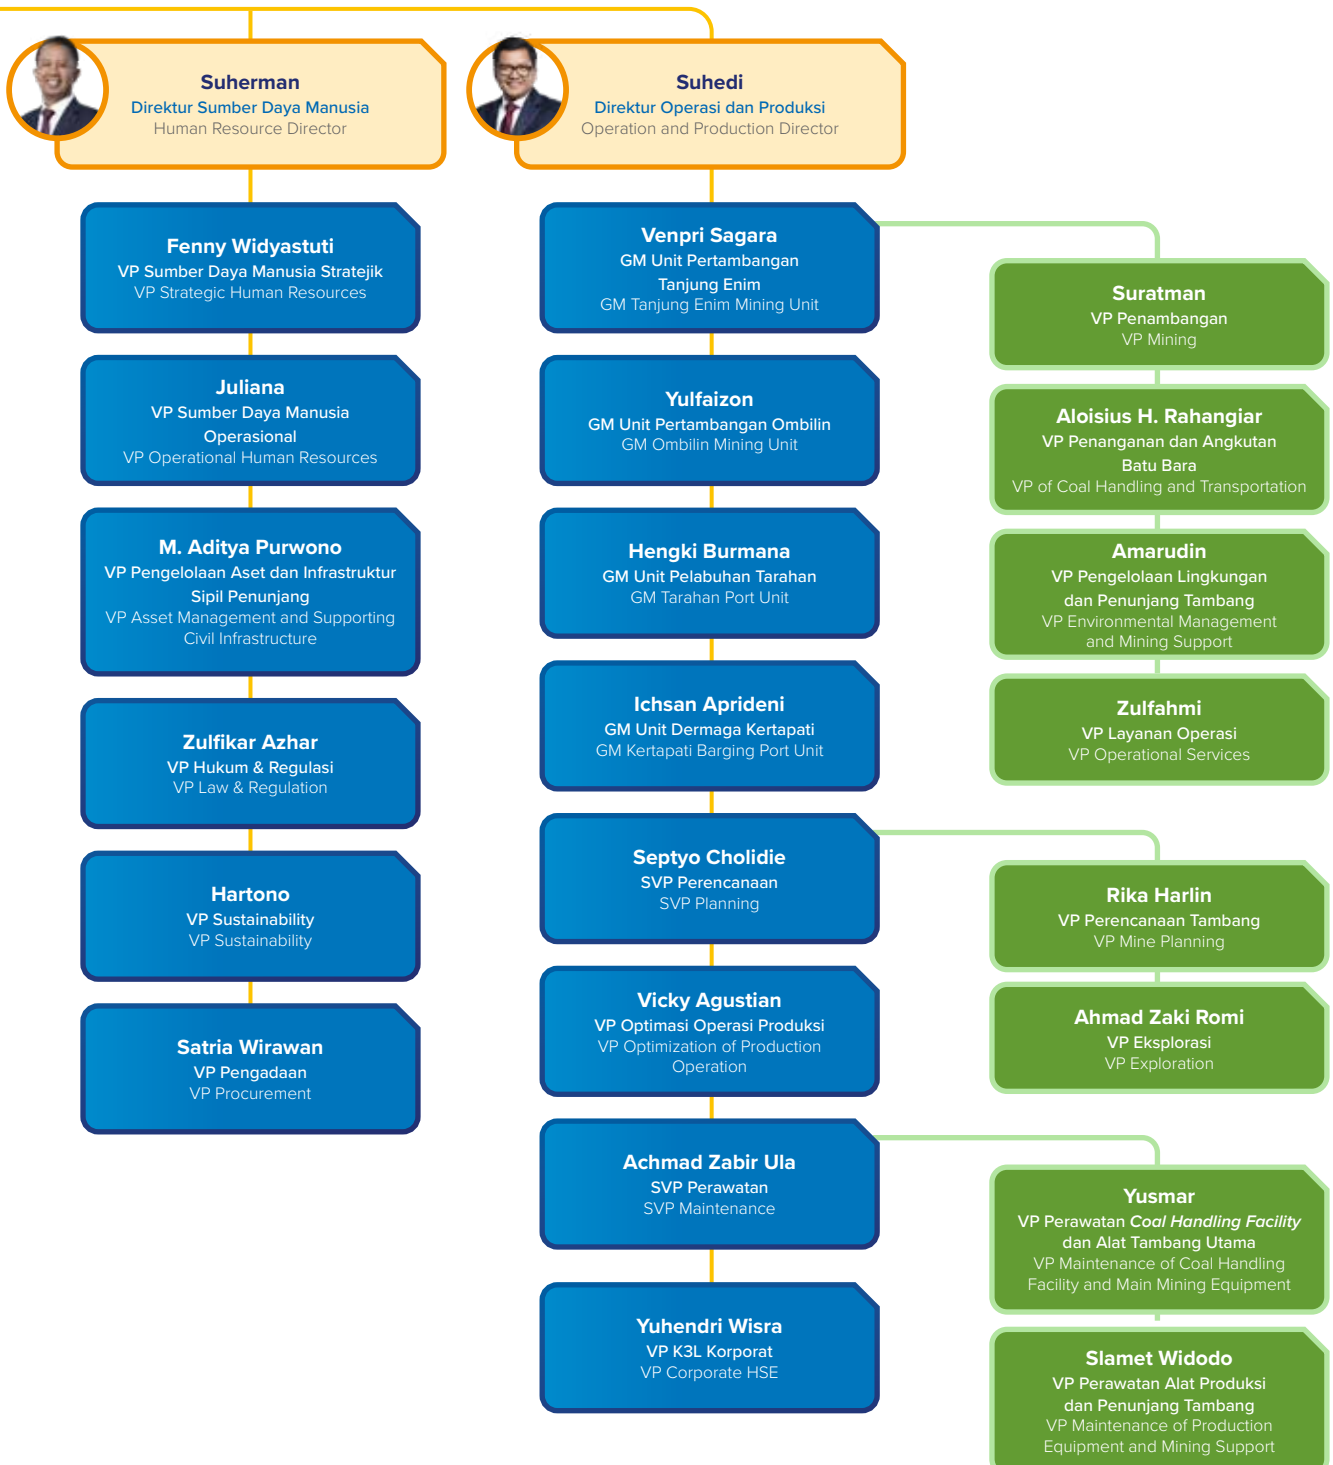 Suherman
Direktur Sumber Daya Manusia
Human Resource Director
Fenny Widyastuti
VP Sumber Daya Manusia Stratejik
VP Strategic Human Resources
Juliana
VP Sumber Daya Manusia
Operasional
VP Operational Human Resources
M. Aditya Purwono
VP Pengelolaan Aset dan Infrastruktur
Sipil Penunjang
VP Asset Management and Supporting
Civil Infrastructure
Zulfikar Azhar
VP Hukum & Regulasi
VP Law & Regulation
Hartono
VP Sustainability
VP Sustainability
Satria Wirawan
VP Pengadaan
VP Procurement
Suhedi
Direktur Operasi dan Produksi
Operation and Production Director
Venpri Sagara
GM Unit Pertambangan
Tanjung Enim
GM Tanjung Enim Mining Unit
Yulfaizon
GM Unit Pertambangan Ombilin
GM Ombilin Mining Unit
Hengki Burmana
GM Unit Pelabuhan Tarahan
GM Tarahan Port Unit
Ichsan Aprideni
GM Unit Dermaga Kertapati
GM Kertapati Barging Port Unit
Septyo Cholidie
SVP Perencanaan
SVP Planning
Vicky Agustian
VP Optimasi Operasi Produksi
VP Optimization of Production
Operation
Achmad Zabir Ula
SVP Perawatan
SVP Maintenance
Yuhendri Wisra
VP K3L Korporat
VP Corporate HSE
Suratman
VP Penambangan
VP Mining
Aloisius H. Rahangiar
VP Penanganan dan Angkutan
Batu Bara
VP of Coal Handling and Transportation
Amarudin
VP Pengelolaan Lingkungan
dan Penunjang Tambang
VP Environmental Management
and Mining Support
Zulfahmi
VP Layanan Operasi
VP Operational Services
Rika Harlin
VP Perencanaan Tambang
VP Mine Planning
Ahmad Zaki Romi
VP Eksplorasi
VP Exploration
Yusmar
VP Perawatan Coal Handling Facility
dan Alat Tambang Utama
VP Maintenance of Coal Handling
Facility and Main Mining Equipment
Slamet Widodo
VP Perawatan Alat Produksi
dan Penunjang Tambang
VP Maintenance of Production
Equipment and Mining Support